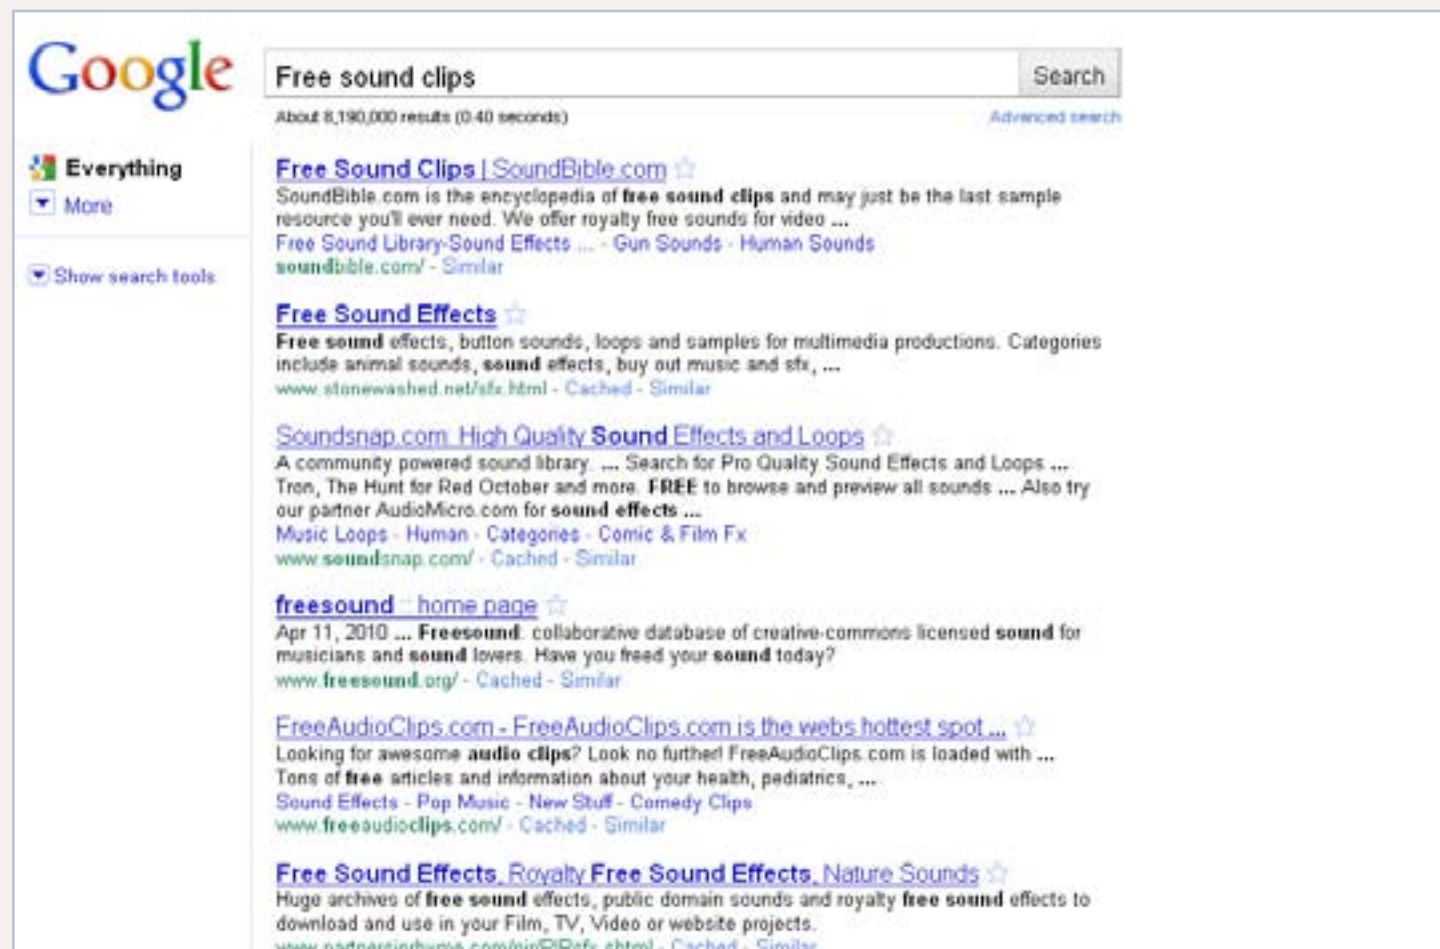 Google
Free sound clips
Search
About 8,190,000 results (0.40 seconds)
Advanced search
Everything
More
Show search tools
Free Sound Clips | SoundBible.com
SoundBible.com is the encyclopedia of free sound clips and may just be the last sample
resource you'll ever need. We offer royalty free sounds for video ...
Free Sound Library-Sound Effects ... - Gun Sounds - Human Sounds
soundbible.com/ - Similar
Free Sound Effects
Free sound effects, button sounds, loops and samples for multimedia productions. Categories
include animal sounds, sound effects, buy out music and sfx, ...
www.stonewashed.net/sfx.html - Cached - Similar
Soundsnap.com: High Quality Sound Effects and Loops
A community powered sound library. ... Search for Pro Quality Sound Effects and Loops ...
Tron, The Hunt for Red October and more. FREE to browse and preview all sounds ... Also try
our partner AudioMicro.com for sound effects ...
Music Loops - Human - Categories - Comic & Film Fx
www.soundsnap.com/ - Cached - Similar
freesound :: home page
Apr 11, 2010 ... Freesound: collaborative database of creative-commons licensed sound for
musicians and sound lovers. Have you freed your sound today?
www.freesound.org/ - Cached - Similar
FreeAudioClips.com - FreeAudioClips.com is the webs hottest spot ...
Looking for awesome audio clips? Look no further! FreeAudioClips.com is loaded with ...
Tons of free articles and information about your health, pediatrics, ...
Sound Effects - Pop Music - New Stuff - Comedy Clips
www.freeaudioclips.com/ - Cached - Similar
Free Sound Effects, Royalty Free Sound Effects, Nature Sounds
Huge archives of free sound effects, public domain sounds and royalty free sound effects to
download and use in your Film, TV, Video or website projects.
- Cached - Similar